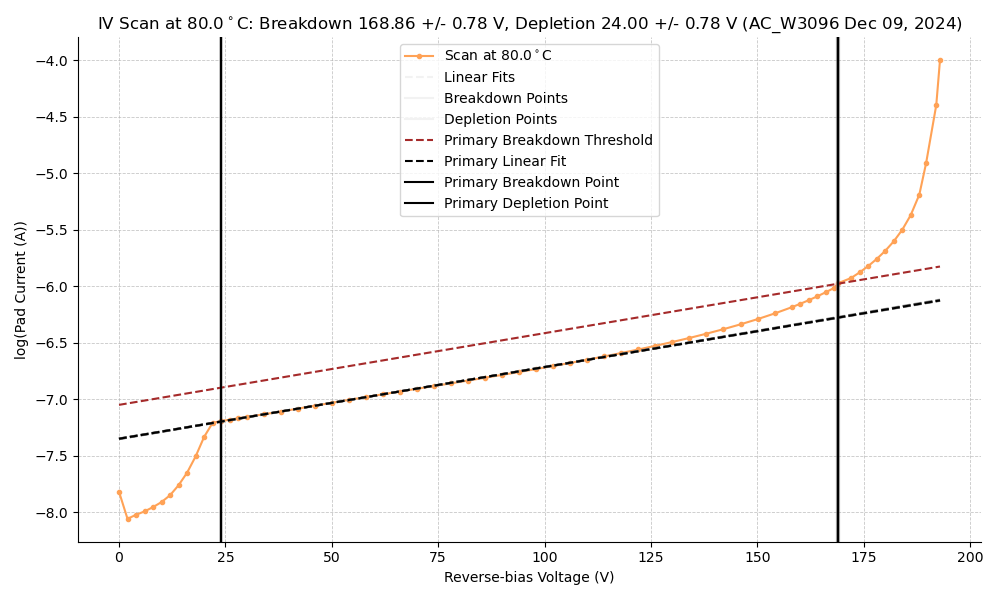 IV Scan at 80.0°C: Breakdown 168.86 +/- 0.78 V, Depletion 24.00 +/- 0.78 V (AC_W3096 Dec 09, 2024)
Scan at 80.0°C
Linear Fits
Breakdown Points
Depletion Points
Primary Breakdown Threshold
Primary Linear Fit
Primary Breakdown Point
Primary Depletion Point
log(Pad Current (A))
−4.0
−4.5
−5.0
−5.5
−6.0
−6.5
−7.0
−7.5
−8.0
0 25 50 75 100 125 150 175 200
Reverse-bias Voltage (V)